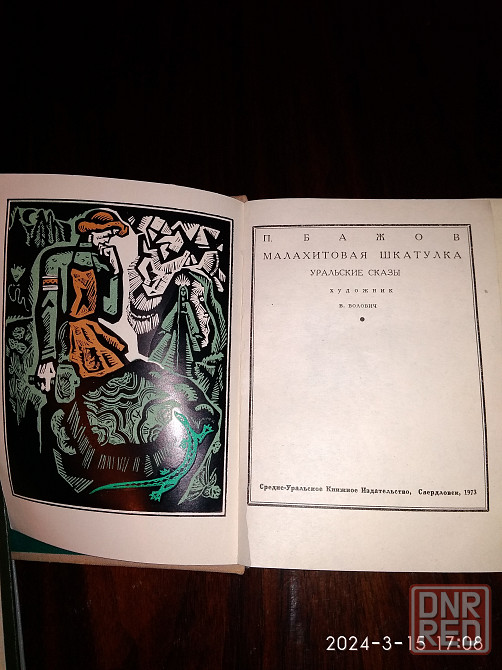 П. БАЖОВ
МАЛАХИТОВАЯ ШКАТУЛКА
УРАЛЬСКИЕ СКАЗЫ
ХУДОЖНИК
В. ВОЛОВИЧ
Средне-Уральское Книжное Издательство, Свердловск, 1973
DNR
RED
2024-3-15 17:08